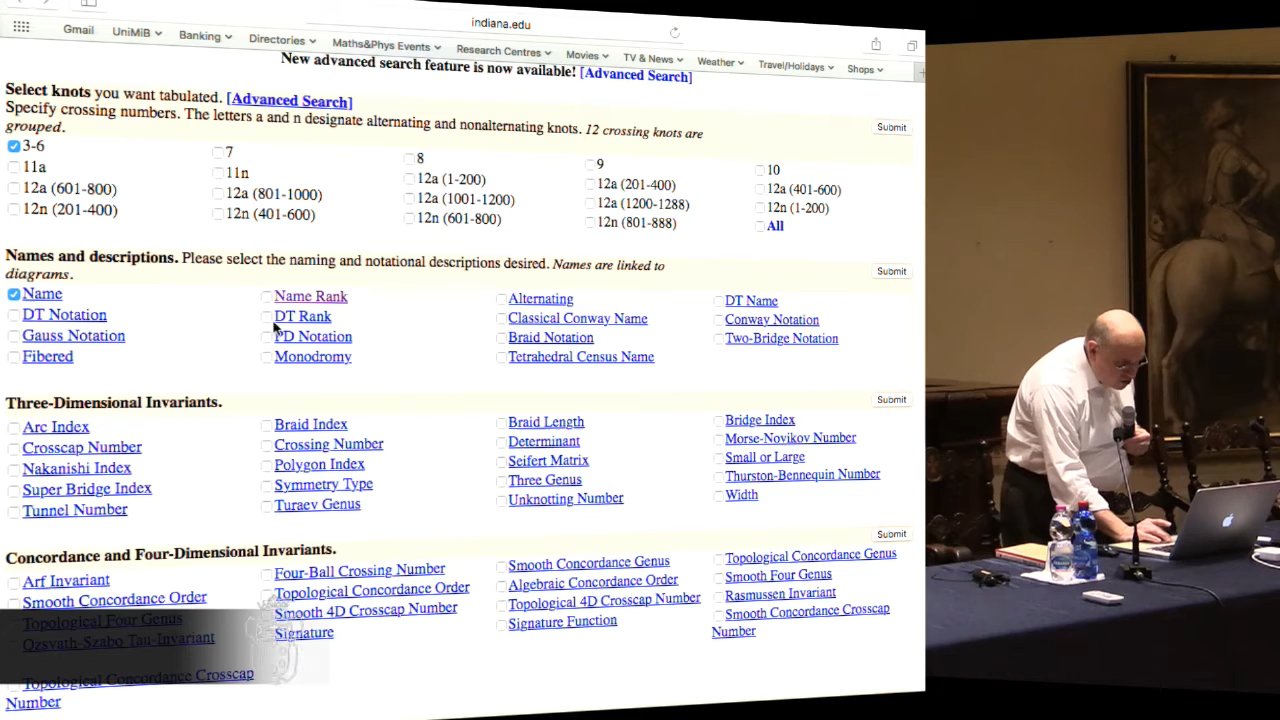 indiana.edu
Gmail UniMiB Banking Directories Maths&Phys Events Research Centres Movies TV & News Weather Travel/Holidays Shops
New advanced search feature is now available! [Advanced Search]
Select knots you want tabulated. [Advanced Search]
Specify crossing numbers. The letters a and n designate alternating and nonalternating knots. 12 crossing knots are
grouped.
Submit
3-6 7 8 9 10
11a 11n 12a (1-200) 12a (201-400) 12a (401-600)
12a (601-800) 12a (801-1000) 12a (1001-1200) 12a (1200-1288) 12n (1-200)
12n (201-400) 12n (401-600) 12n (601-800) 12n (801-888) All
Names and descriptions. Please select the naming and notational descriptions desired. Names are linked to
diagrams.
Submit
Name Name Rank Alternating DT Name
DT Notation DT Rank Classical Conway Name Conway Notation
Gauss Notation PD Notation Braid Notation Two-Bridge Notation
Fibered Monodromy Tetrahedral Census Name
Three-Dimensional Invariants.
Submit
Arc Index Braid Index Braid Length Bridge Index
Crosscap Number Crossing Number Determinant Morse-Novikov Number
Nakanishi Index Polygon Index Seifert Matrix Small or Large
Super Bridge Index Symmetry Type Three Genus Thurston-Bennequin Number
Tunnel Number Turaev Genus Unknotting Number Width
Concordance and Four-Dimensional Invariants.
Submit
Arf Invariant Four-Ball Crossing Number Smooth Concordance Genus Topological Concordance Genus
Smooth Concordance Order Topological Concordance Order Algebraic Concordance Order Smooth Four Genus
Topological Four Genus Smooth 4D Crosscap Number Topological 4D Crosscap Number Rasmussen Invariant
Ozsvath-Szabo Tau-Invariant Signature Signature Function Smooth Concordance Crosscap
Number
Topological Concordance Crosscap
Number